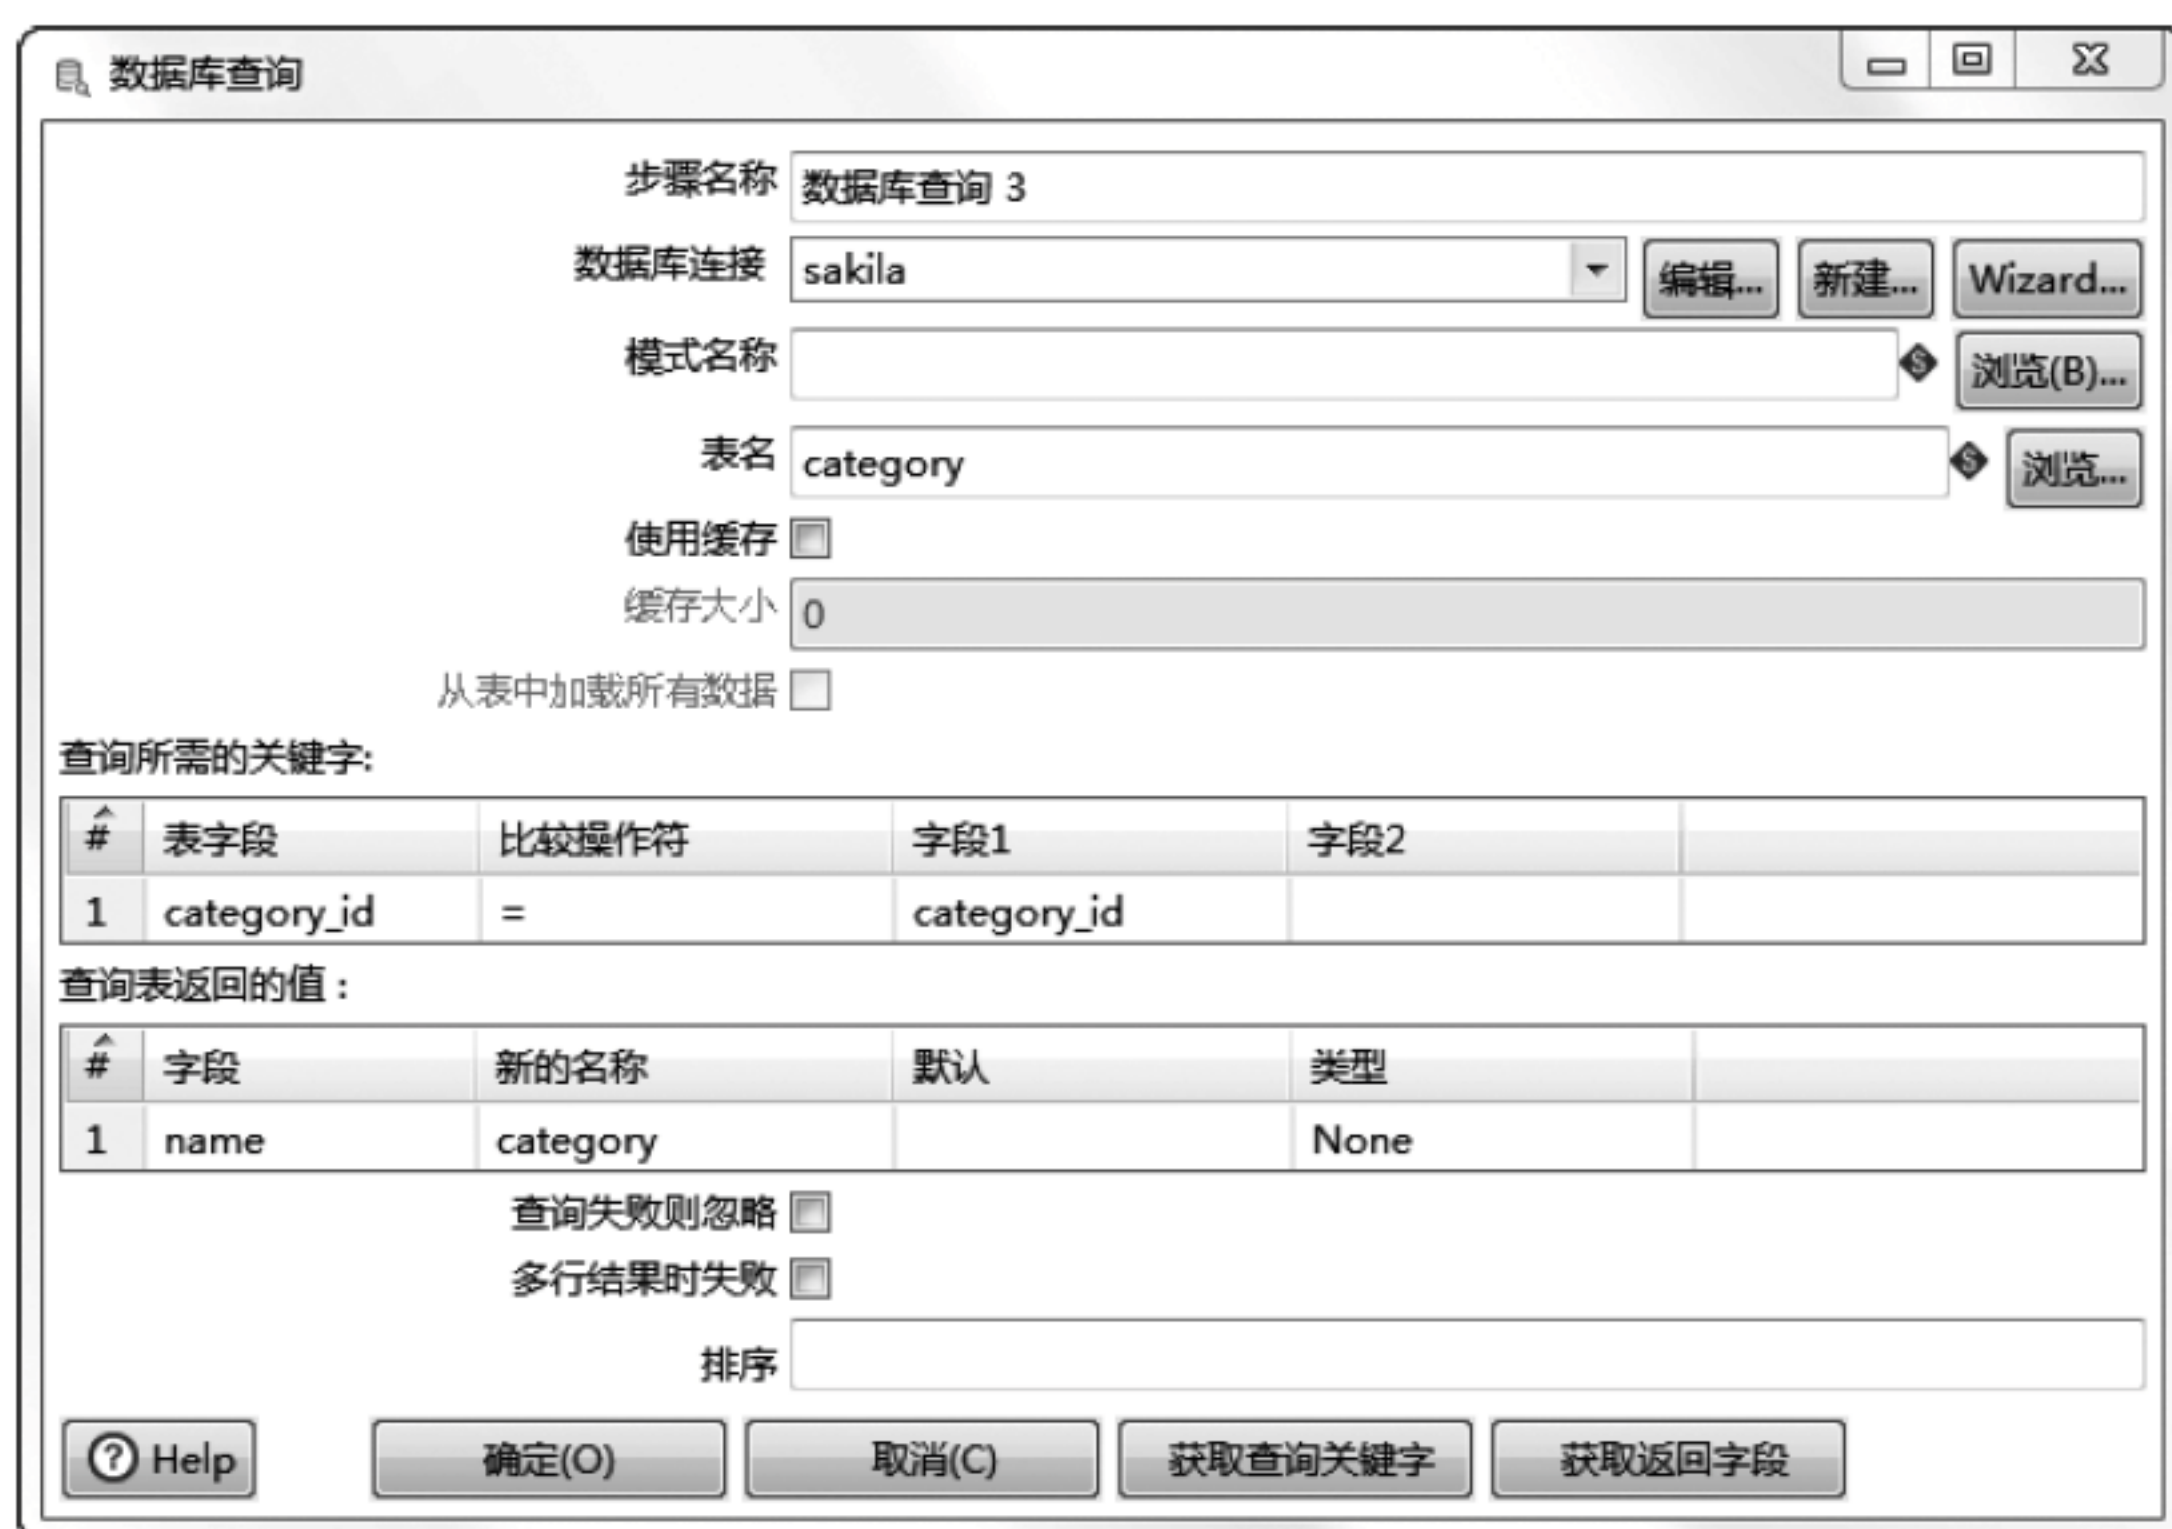 数据库查询
步骤名称 数据库查询 3
数据库连接 sakila 编辑... 新建... Wizard...
模式名称 浏览(B)...
表名 category 浏览...
使用缓存
缓存大小 0
从表中加载所有数据
查询所需的关键字:
# 表字段 比较操作符 字段1 字段2
1 category_id = category_id
查询表返回的值：
# 字段 新的名称 默认 类型
1 name category None
查询失败则忽略
多行结果时失败
排序
Help 确定(O) 取消(C) 获取查询关键字 获取返回字段